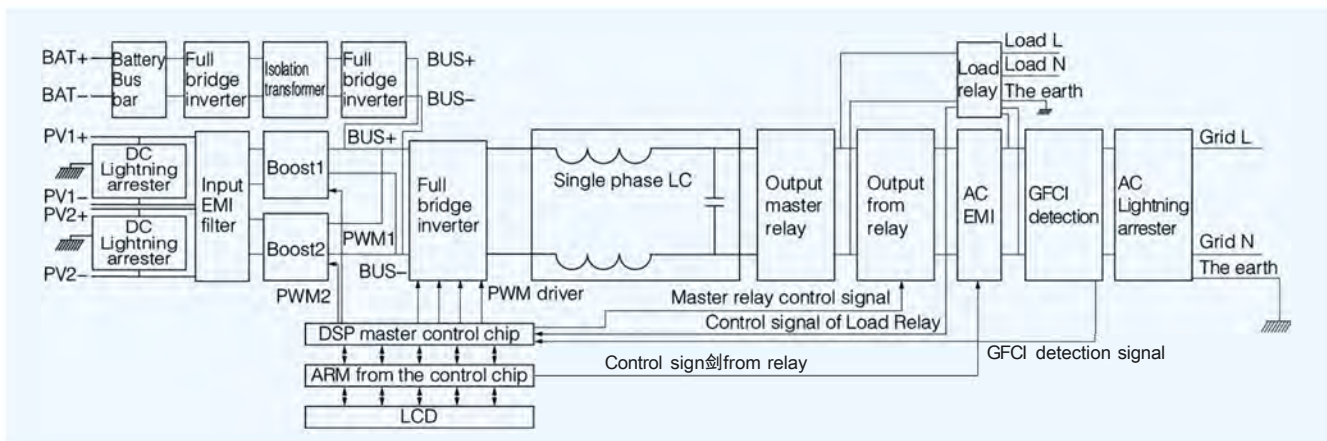 BAT+
BAT−
Battery
Bus
bar
Full
bridge
inverter
Isolation
transformer
Full
bridge
inverter
BUS+
BUS−
PV1+
DC
Lightning
arrester
PV1−
PV2+
DC
Lightning
arrester
PV2−
Input
EMI
filter
Boost1
Boost2
BUS+
PWM1
BUS−
PWM2
Full
bridge
inverter
PWM driver
Single phase LC
Output
master
relay
Output
from
relay
Load
relay
Load L
Load N
The earth
AC
EMI
GFCI
detection
AC
Lightning
arrester
Grid L
Grid N
The earth
Master relay control signal
Control signal of Load Relay
GFCI detection signal
DSP master control chip
Control sign剑from relay
ARM from the control chip
LCD